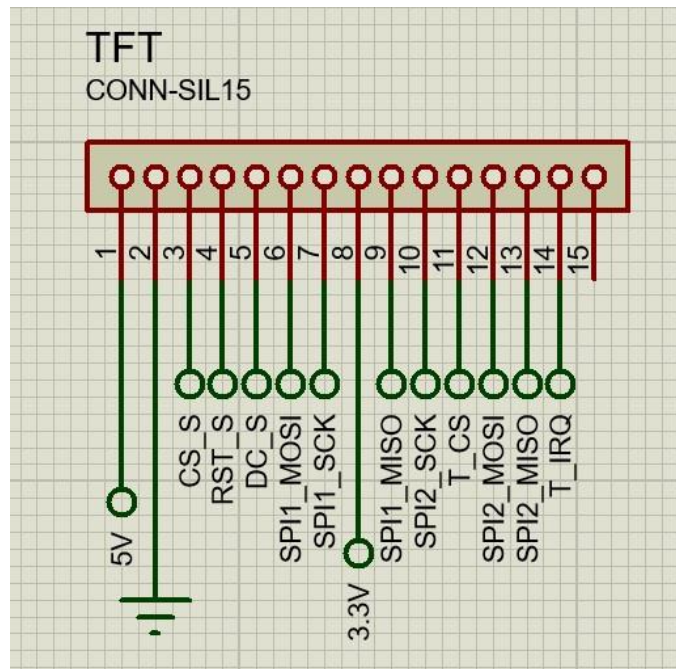 TFT
CONN-SIL15
1
2
3
4
5
6
7
8
9
10
11
12
13
14
15
5V
CS_S
RST_S
DC_S
SPI1_MOSI
SPI1_SCK
3.3V
SPI1_MISO
SPI2_SCK
T_CS
SPI2_MOSI
SPI2_MISO
T_IRQ